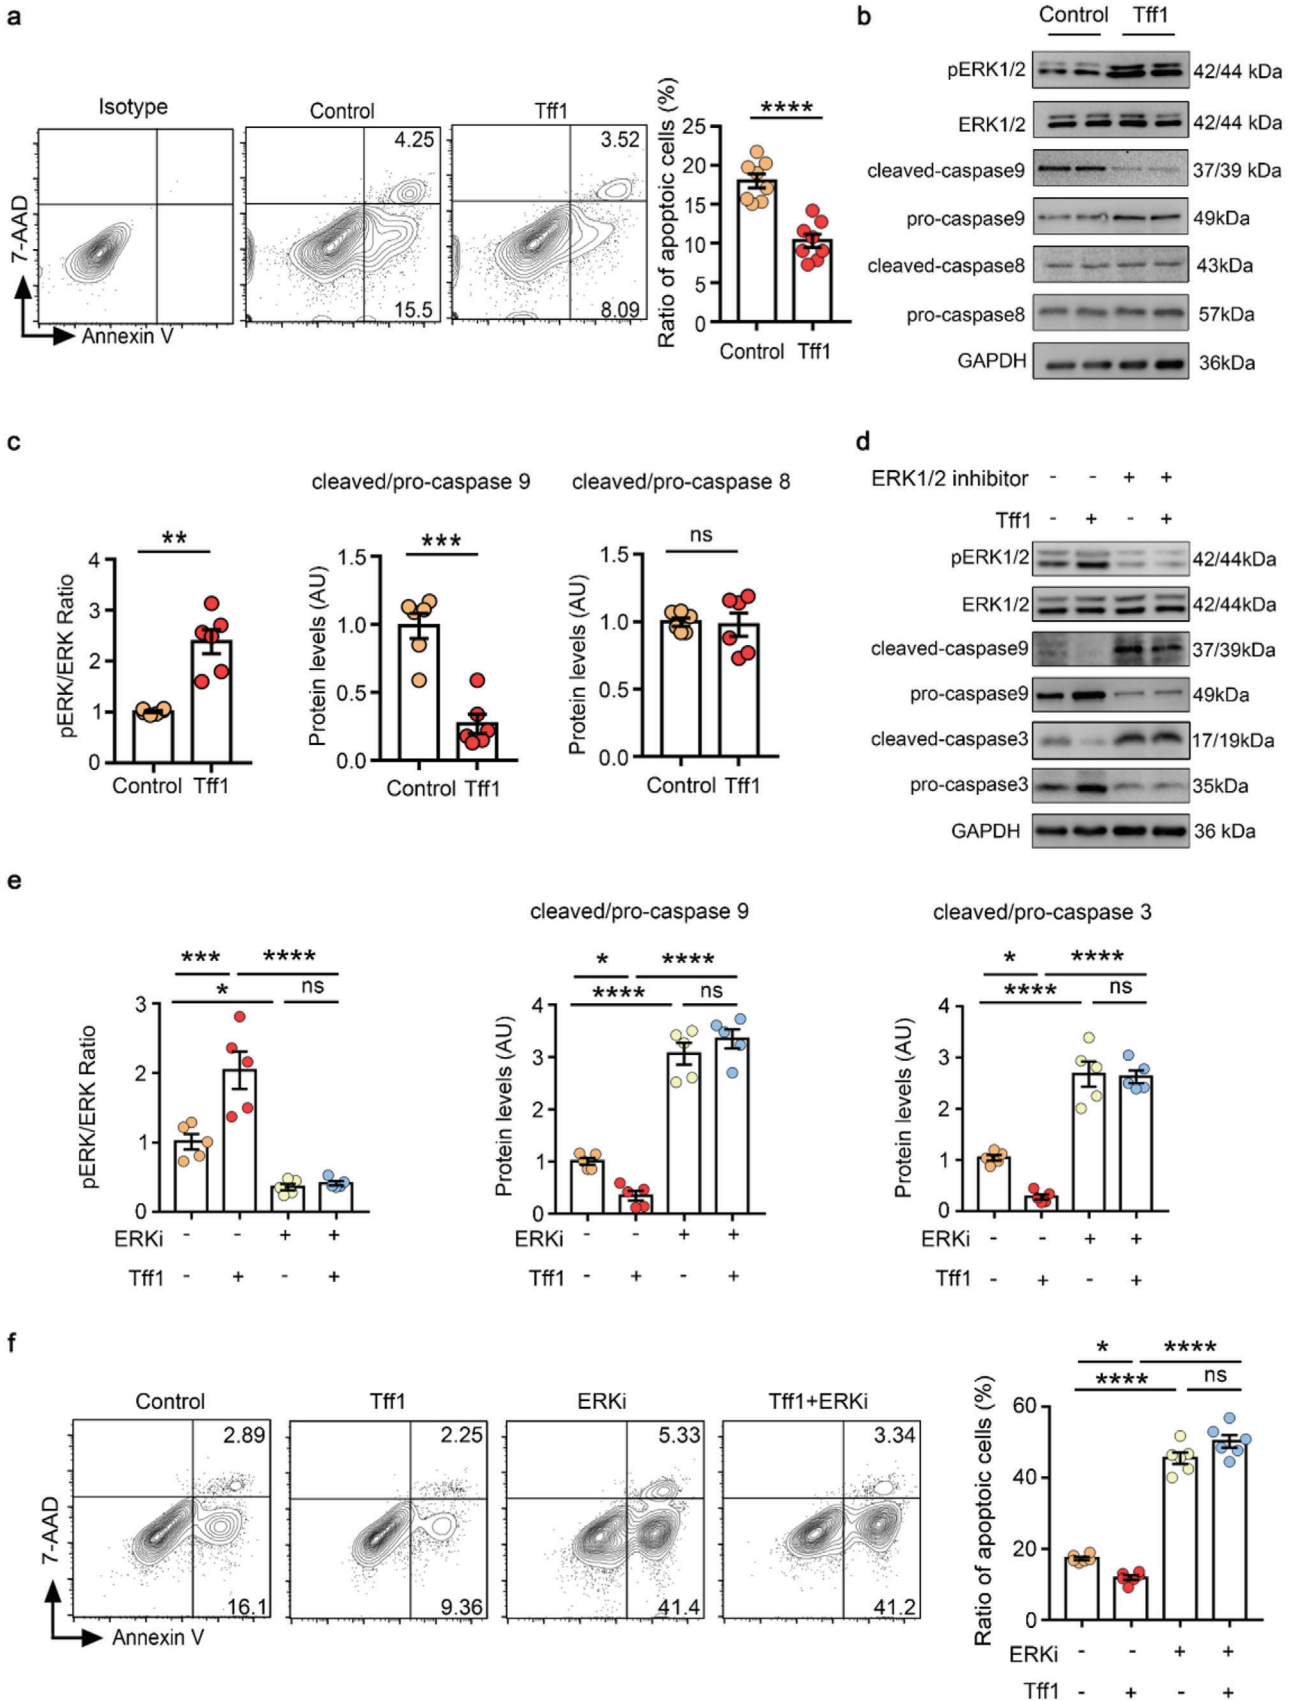 a
Isotype
Control
4.25
15.5
Tff1
3.52
8.09
7-AAD
Annexin V
Ratio of apoptoic cells (%)
25
20
15
10
5
0
****
Control Tff1
b
Control Tff1
pERK1/2 42/44 kDa
ERK1/2 42/44 kDa
cleaved-caspase9 37/39 kDa
pro-caspase9 49kDa
cleaved-caspase8 43kDa
pro-caspase8 57kDa
GAPDH 36kDa
c
pERK/ERK Ratio
4
3
2
1
0
**
Control Tff1
cleaved/pro-caspase 9
Protein levels (AU)
1.5
1.0
0.5
0.0
***
Control Tff1
cleaved/pro-caspase 8
Protein levels (AU)
1.5
1.0
0.5
0.0
ns
Control Tff1
d
ERK1/2 inhibitor - - + +
Tff1 - + - +
pERK1/2 42/44kDa
ERK1/2 42/44kDa
cleaved-caspase9 37/39kDa
pro-caspase9 49kDa
cleaved-caspase3 17/19kDa
pro-caspase3 35kDa
GAPDH 36 kDa
e
pERK/ERK Ratio
3
2
1
0
*** ****
* ns
ERKi - - + +
Tff1 - + - +
cleaved/pro-caspase 9
Protein levels (AU)
4
3
2
1
0
* ****
**** ns
ERKi - - + +
Tff1 - + - +
cleaved/pro-caspase 3
Protein levels (AU)
4
3
2
1
0
* ****
**** ns
ERKi - - + +
Tff1 - + - +
f
Control
2.89
16.1
Tff1
2.25
9.36
ERKi
5.33
41.4
Tff1+ERKi
3.34
41.2
7-AAD
Annexin V
Ratio of apoptoic cells (%)
60
40
20
0
* ****
**** ns
ERKi - - + +
Tff1 - + - +